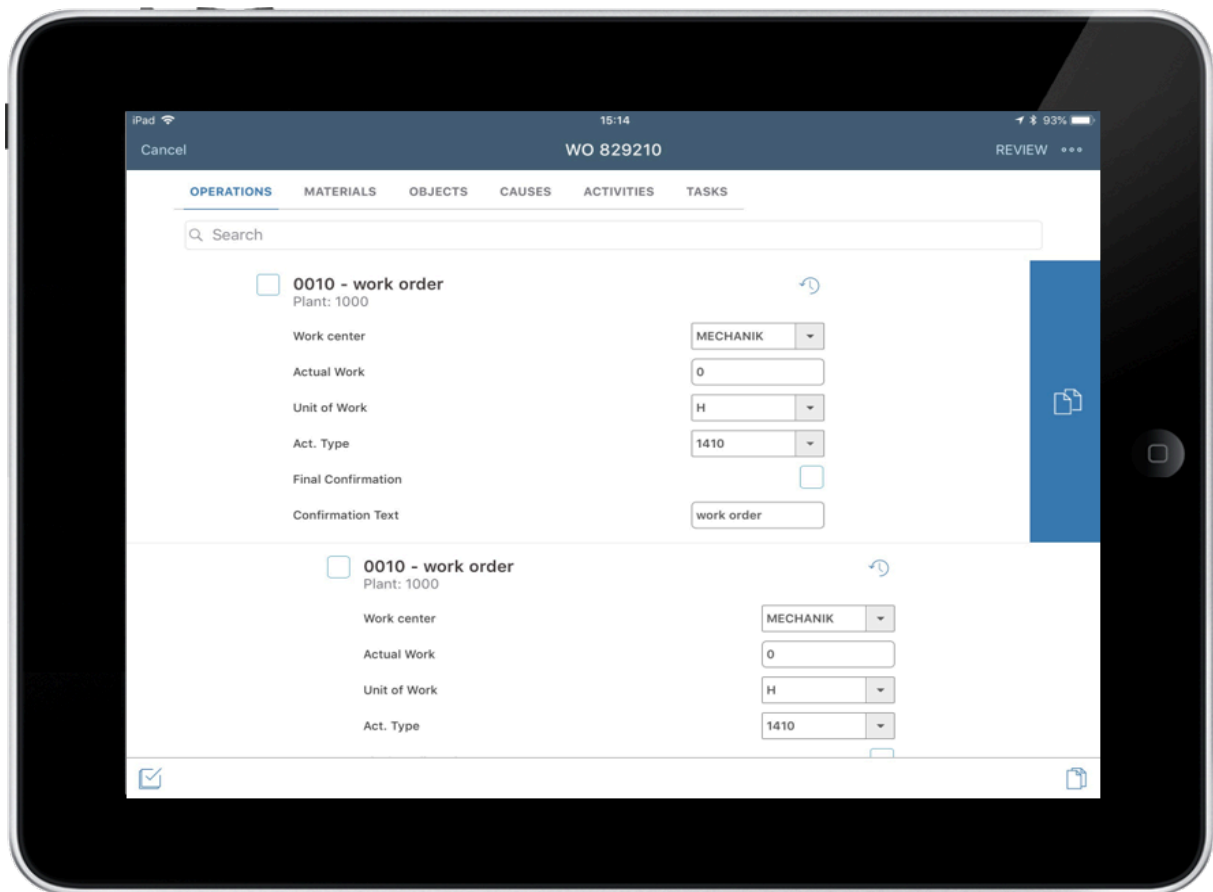 iPad 15:14 93%
Cancel WO 829210 REVIEW
OPERATIONS MATERIALS OBJECTS CAUSES ACTIVITIES TASKS
Search
0010 - work order
Plant: 1000
Work center MECHANIK
Actual Work 0
Unit of Work H
Act. Type 1410
Final Confirmation
Confirmation Text work order
0010 - work order
Plant: 1000
Work center MECHANIK
Actual Work 0
Unit of Work H
Act. Type 1410